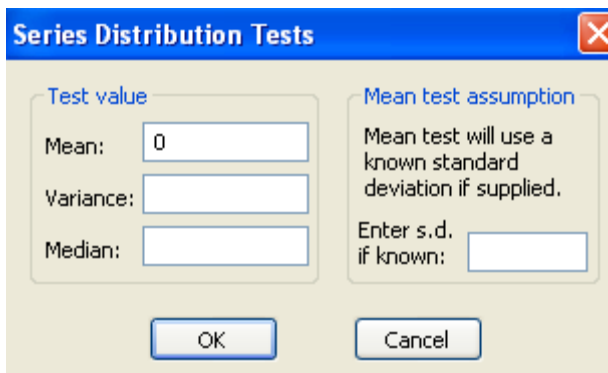 Series Distribution Tests
Test value
Mean: 0
Variance:
Median:
Mean test assumption
Mean test will use a
known standard
deviation if supplied.
Enter s.d.
if known:
OK
Cancel